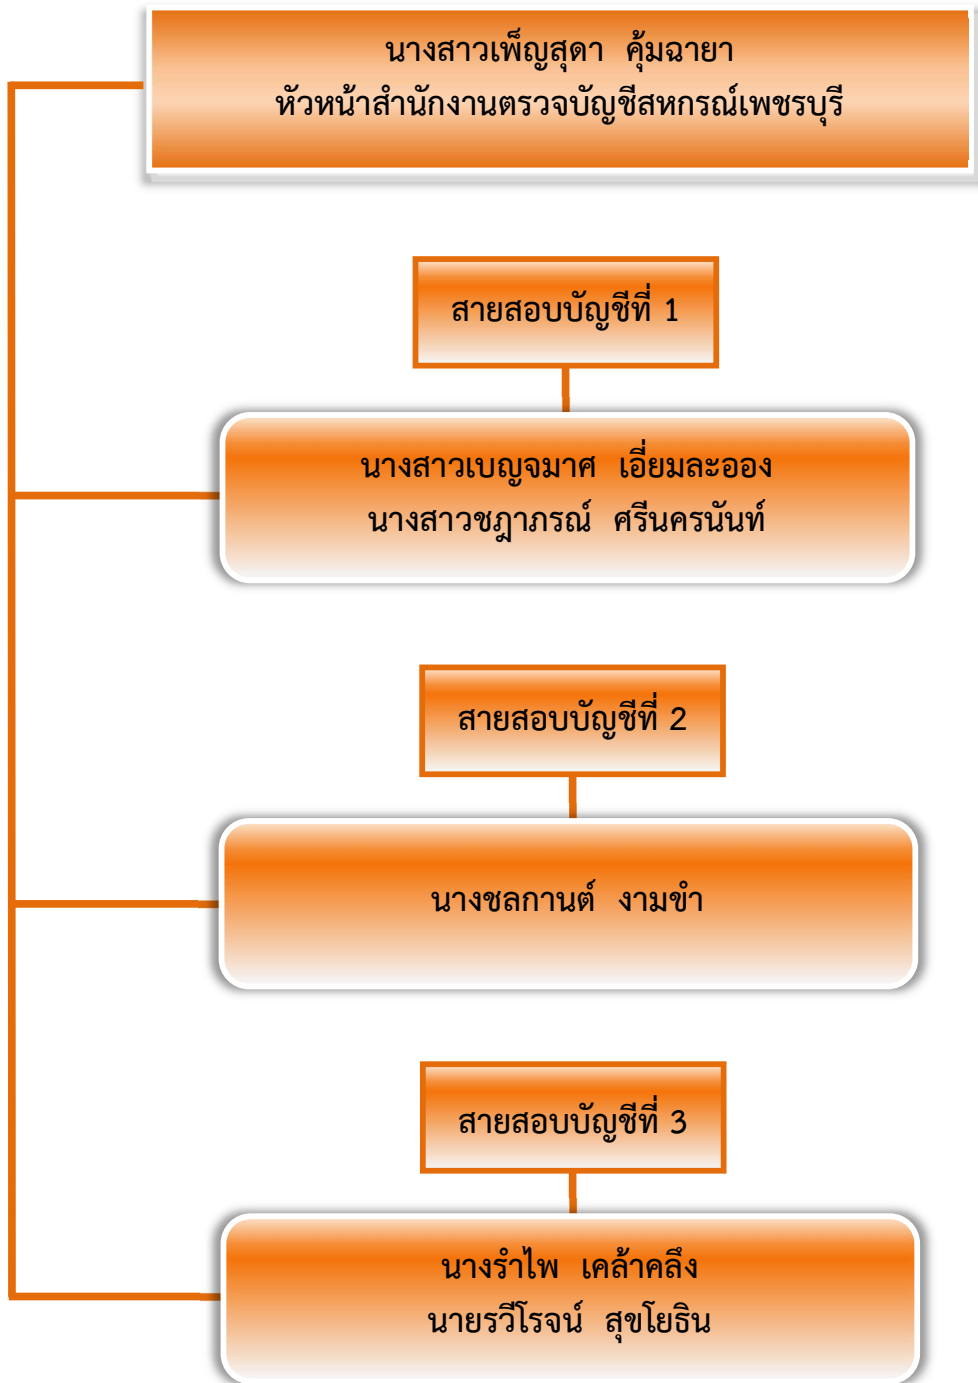 นางสาวเพ็ญสุดา คุ้มฉายา
หัวหน้าสำนักงานตรวจบัญชีสหกรณ์เพชรบุรี
สายสอบบัญชีที่ 1
นางสาวเบญจมาศ เอี่ยมละออง
นางสาวชฎาภรณ์ ศรีนครนันท์
สายสอบบัญชีที่ 2
นางชลกานต์ งามขำ
สายสอบบัญชีที่ 3
นางรำไพ เคล้าคลึง
นายรวีโรจน์ สุขโยธิน